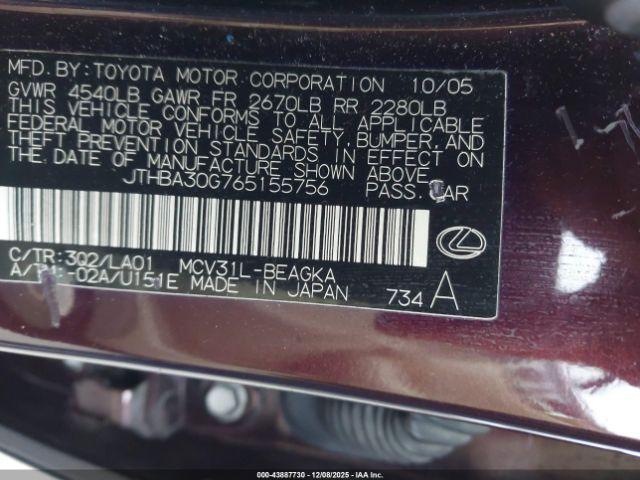 MFD. BY: TOYOTA MOTOR CORPORATION 10/05
GVWR 4540LB GAWR FR 2670LB RR 2280LB
THIS VEHICLE CONFORMS TO ALL APPLICABLE
FEDERAL MOTOR VEHICLE SAFETY, BUMPER, AND
THEFT PREVENTION STANDARDS IN EFFECT ON
THE DATE OF MANUFACTURE SHOWN ABOVE.
JTHBA30G765155756 PASS. CAR
C/TR: 3Q2/LA01 MCV31L-BEAGKA
-02A/U151E MADE IN JAPAN 734 A
000-43887730 - 12/08/2025 - IAAI.com